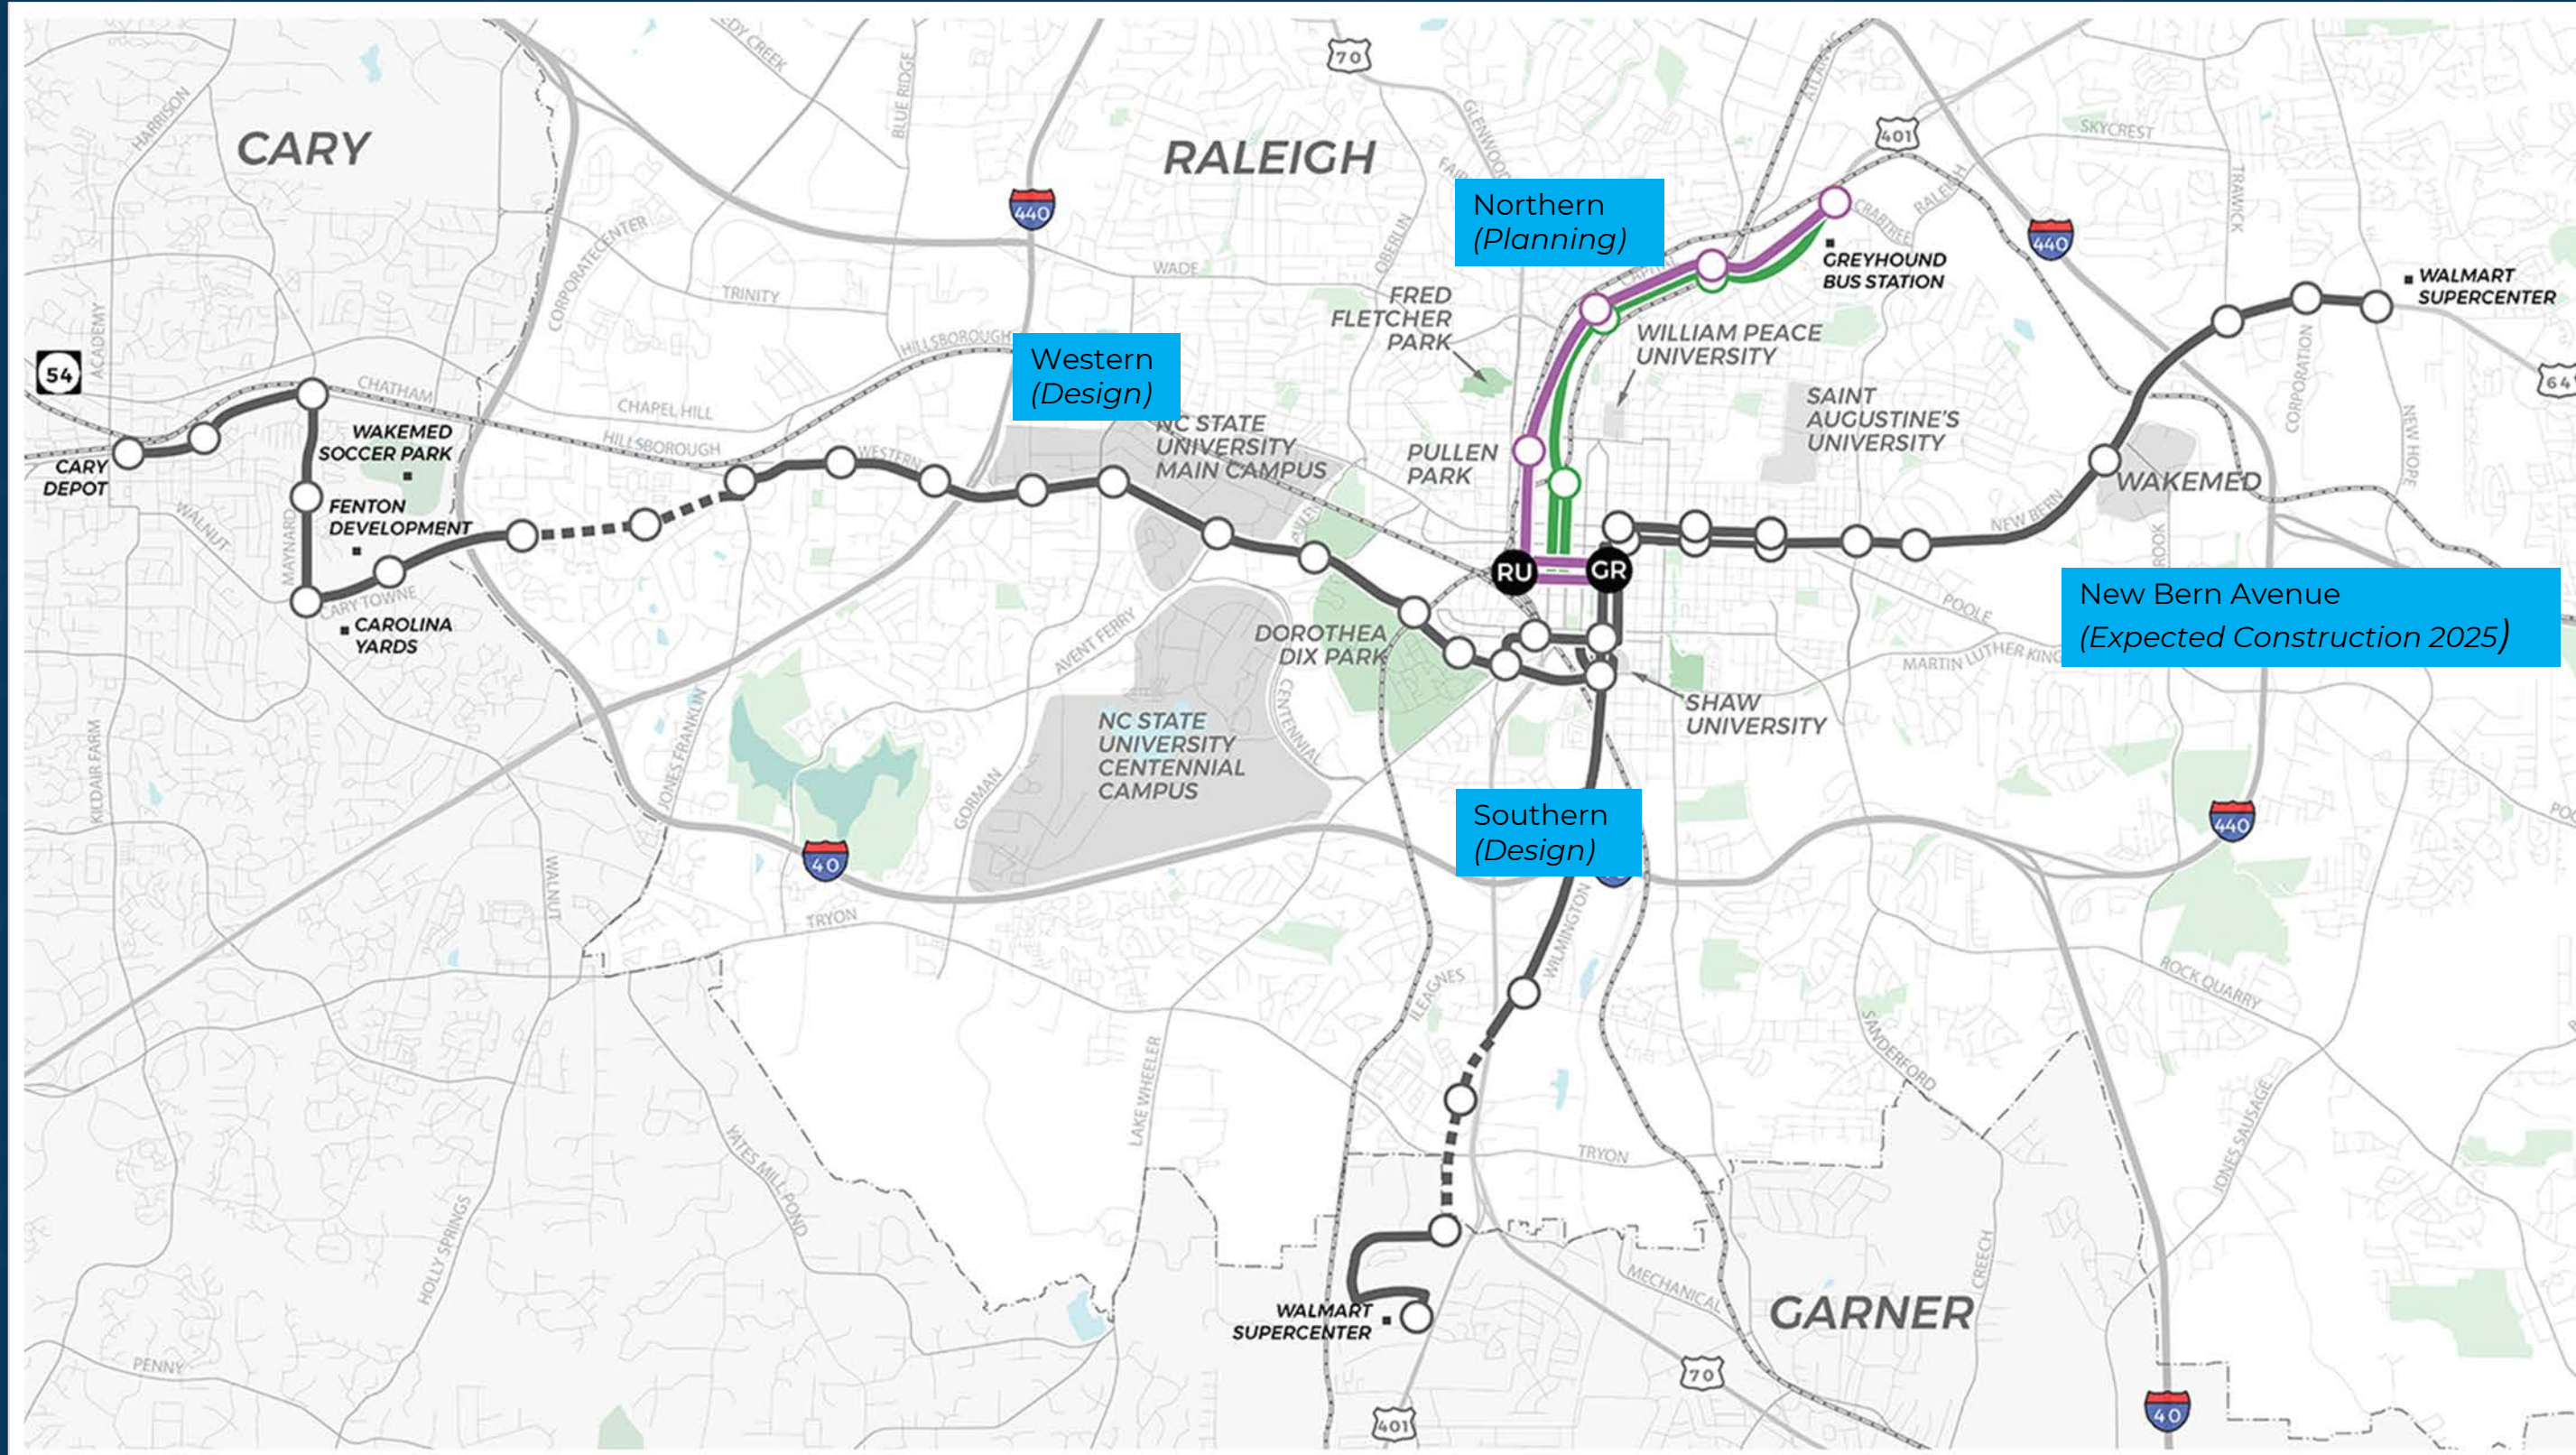 CARY
RALEIGH
GARNER
Northern
(Planning)
Western
(Design)
New Bern Avenue
(Expected Construction 2025)
Southern
(Design)
HARRISON
BLUE RIDGE
70
GLENWOOD
ATLANTIC
401
SKYCREST
TRAWICK
440
440
CRABTREE
RALEIGH
GREYHOUND
BUS STATION
WALMART
SUPERCENTER
CORPORATECENTER
WADE
OBERLIN
TRINITY
FRED
FLETCHER
PARK
WILLIAM PEACE
UNIVERSITY
HILLSBOROUGH
ACADEMY
54
CHATHAM
CHAPEL HILL
HILLSBOROUGH
WESTERN
NC STATE
UNIVERSITY
MAIN CAMPUS
PULLEN
PARK
SAINT
AUGUSTINE'S
UNIVERSITY
CORPORATION
64
NEW HOPE
WAKEMED
SOCCER PARK
CARY
DEPOT
FENTON
DEVELOPMENT
WALNUT
MAYNARD
WAKEMED
NEW BERN
RU
GR
CARY TOWNE
CAROLINA
YARDS
AVENT FERRY
DOROTHEA
DIX PARK
POOLE
MARTIN LUTHER KING
SHAW
UNIVERSITY
CENTENNIAL
NC STATE
UNIVERSITY
CENTENNIAL
CAMPUS
KILDAIR FARM
JONES FRANKLIN
GORMAN
40
440
WALNUT
TRYON
WILMINGTON
ILEAGNES
ROCK QUARRY
SANDERFORD
LAKE WHEELER
YATES MILL POND
TRYON
JONES SAUSAGE
HOLLY SPRINGS
CREECH
MECHANICAL
WALMART
SUPERCENTER
PENNY
70
401
40